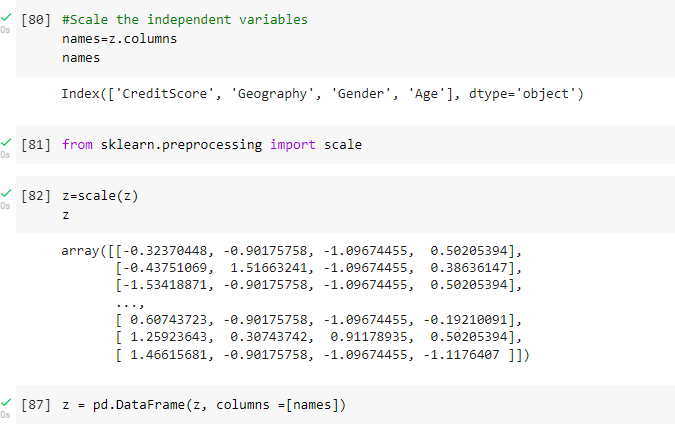 [80] #Scale the independent variables
0s names=z.columns
names
Index(['CreditScore', 'Geography', 'Gender', 'Age'], dtype='object')
[81] from sklearn.preprocessing import scale
0s
[82] z=scale(z)
0s z
array([[-0.32370448, -0.90175758, -1.09674455,  0.50205394],
       [-0.43751069,  1.51663241, -1.09674455,  0.38636147],
       [-1.53418871, -0.90175758, -1.09674455,  0.50205394],
       ...,
       [ 0.60743723, -0.90175758, -1.09674455, -0.19210091],
       [ 1.25923643,  0.30743742,  0.91178935,  0.50205394],
       [ 1.46615681, -0.90175758, -1.09674455, -1.1176407 ]])
[87] z = pd.DataFrame(z, columns =[names])
0s